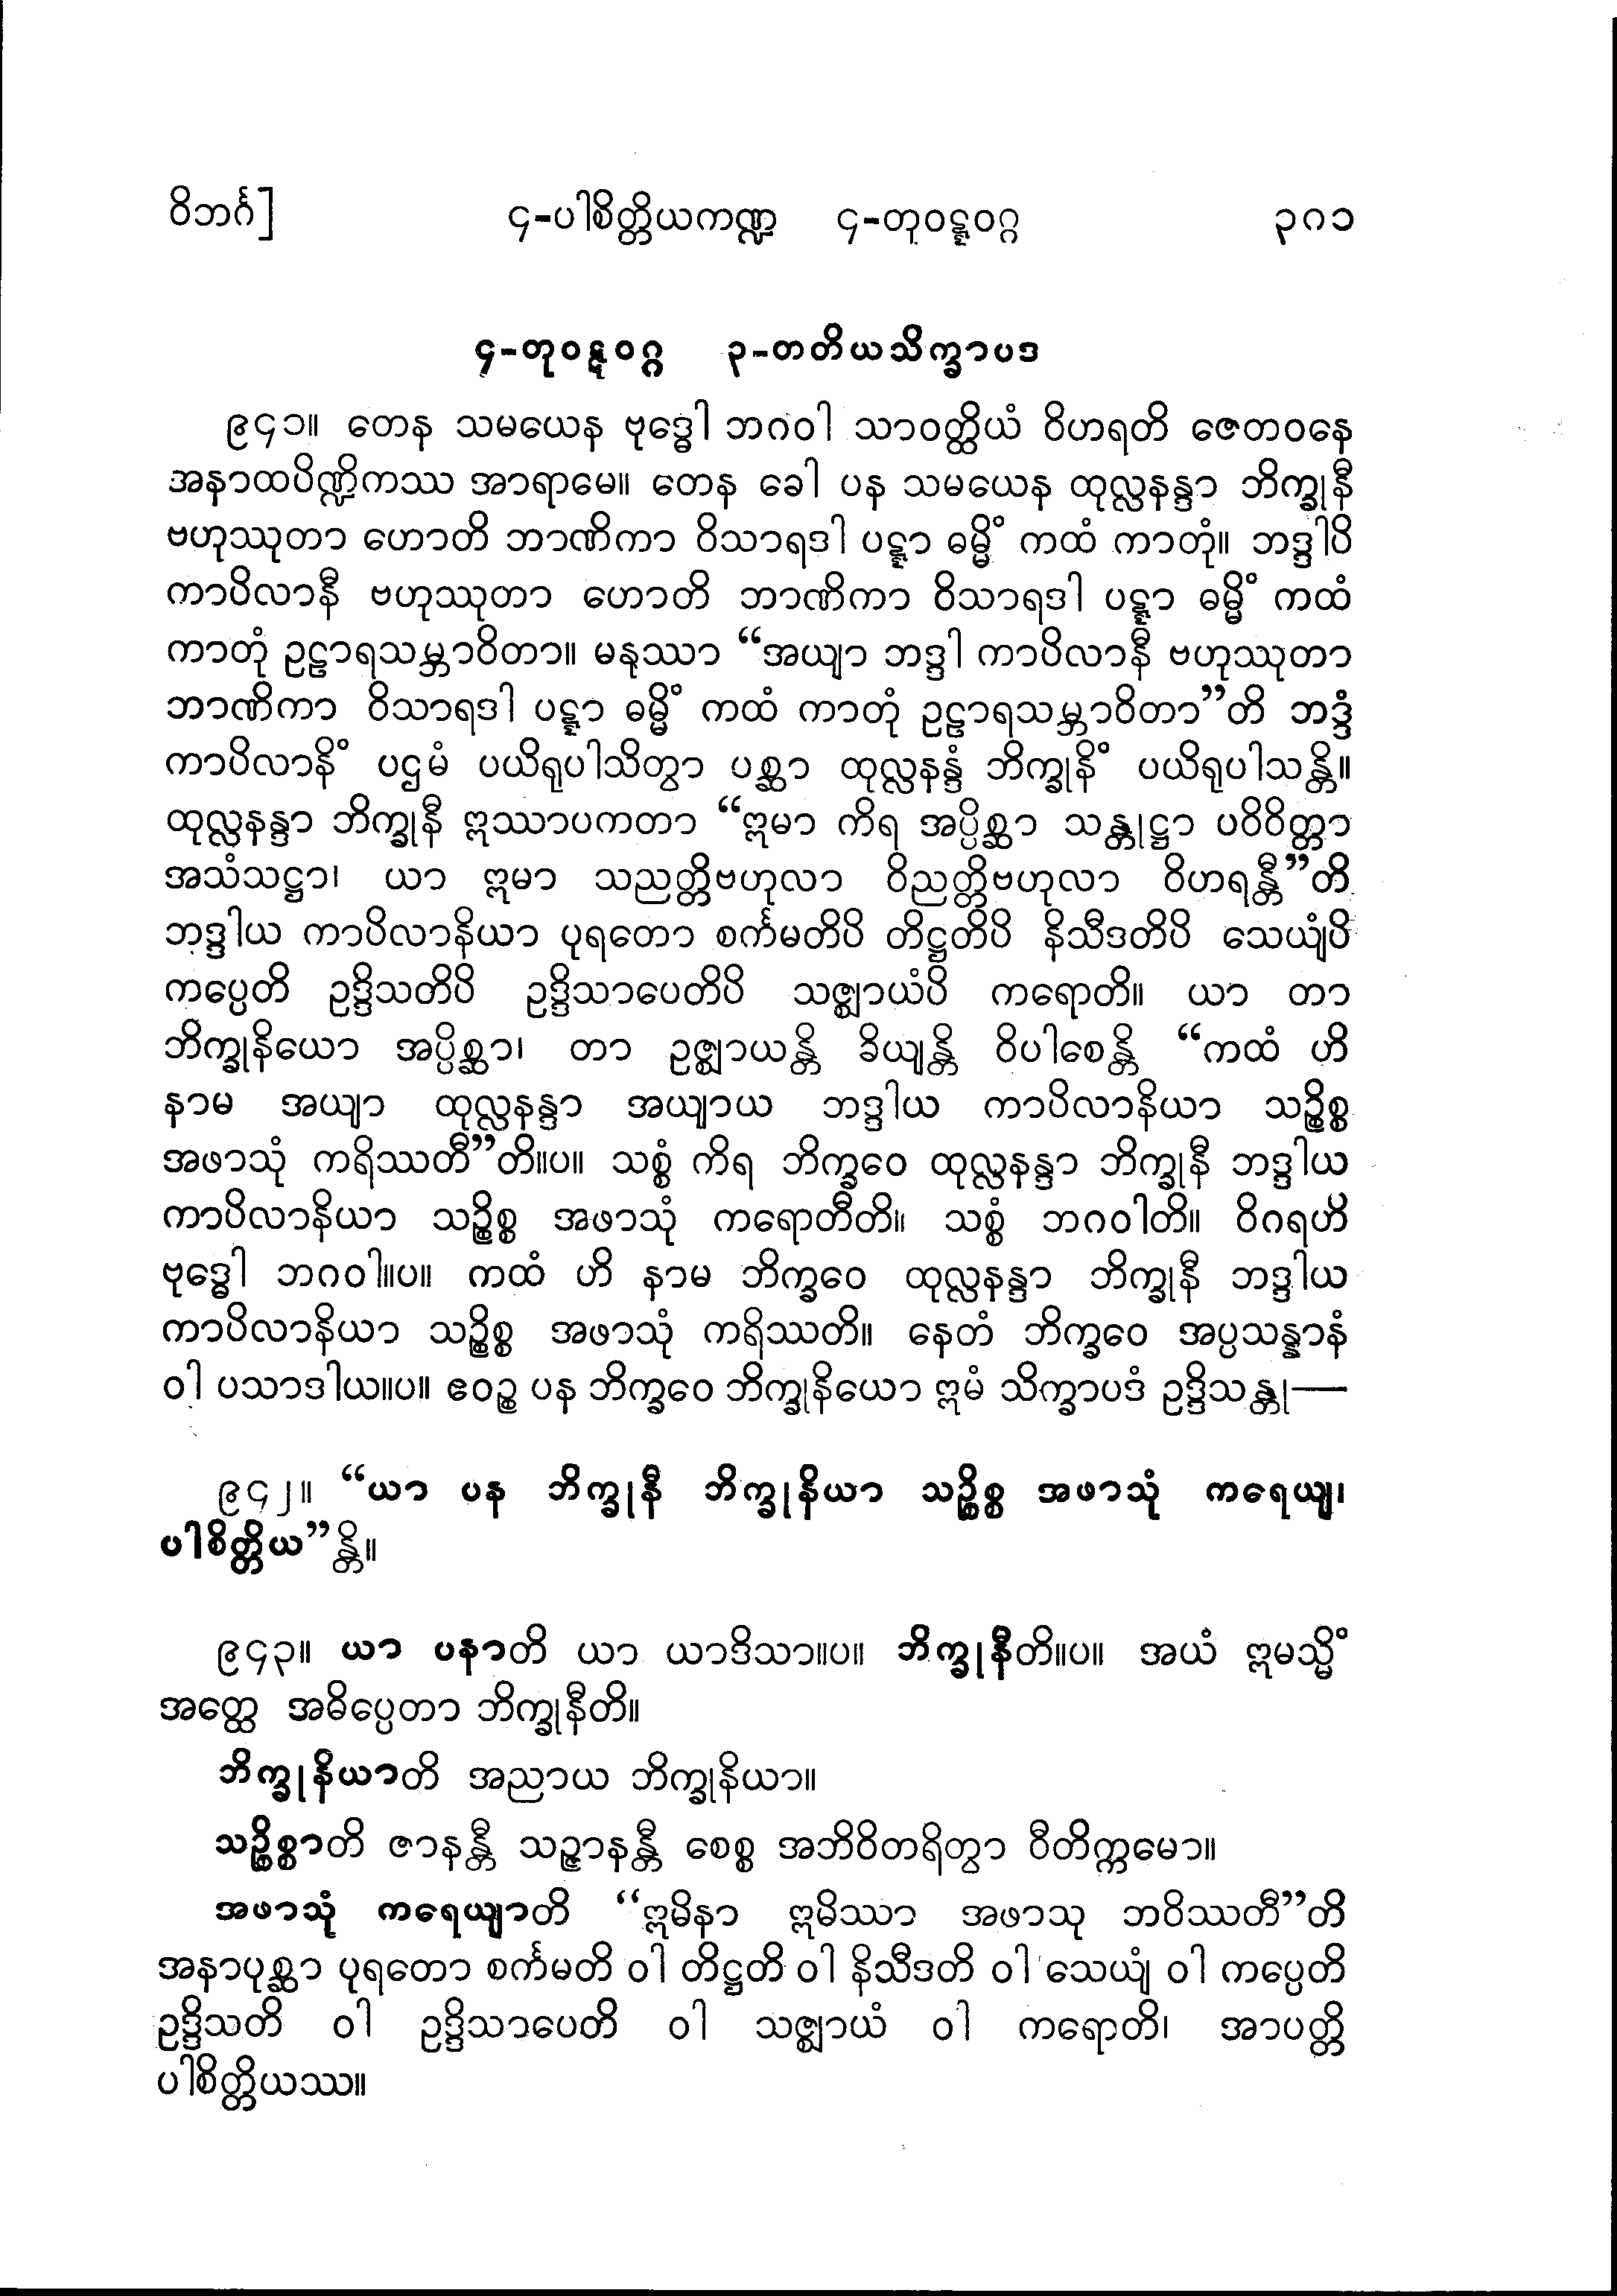 ဝိဘင်္ဂ] ၄-ပါစိတ္တိယကဏ္ဍ ၄-တုဝဋ္ဋဝဂ္ဂ ၃၇၁
၄-တုဝဋ္ဋဝဂ္ဂ ၃-တတိယသိက္ခာပဒ
၉၄၁။ တေန သမယေန ဗုဒ္ဓေါ ဘဂဝါ သာဝတ္ထိယံ ဝိဟရတိ ဇေတဝနေ
အနာထပိဏ္ဍိကဿ အာရာမေ။ တေန ခေါ ပန သမယေန ထုလ္လနန္ဒာ ဘိက္ခုနီ
ဗဟုဿုတာ ဟောတိ ဘာဏိကာ ဝိသာရဒါ ပဋ္ဋာ ဓမ္မိံ ကထံ ကာတုံ။ ဘဒ္ဒါပိ
ကာပိလာနီ ဗဟုဿုတာ ဟောတိ ဘာဏိကာ ဝိသာရဒါ ပဋ္ဋာ ဓမ္မိံ ကထံ
ကာတုံ ဥဠာရသမ္ဘာဝိတာ။ မနုဿာ “အယျာ ဘဒ္ဒါ ကာပိလာနီ ဗဟုဿုတာ
ဘာဏိကာ ဝိသာရဒါ ပဋ္ဋာ ဓမ္မိံ ကထံ ကာတုံ ဥဠာရသမ္ဘာဝိတာ”တိ ဘဒ္ဒံ
ကာပိလာနိံ ပဌမံ ပယိရုပါသိတွာ ပစ္ဆာ ထုလ္လနန္ဒံ ဘိက္ခုနိံ ပယိရုပါသန္တိ။
ထုလ္လနန္ဒာ ဘိက္ခုနီ ဣဿာပကတာ “ဣမာ ကိရ အပ္ပိစ္ဆာ သန္တုဋ္ဌာ ပဝိဝိတ္တာ
အသံသဋ္ဌာ၊ ယာ ဣမာ သညတ္တိဗဟုလာ ဝိညတ္တိဗဟုလာ ဝိဟရန္တီ”တိ
ဘဒ္ဒါယ ကာပိလာနိယာ ပုရတော စင်္ကမတိပိ တိဋ္ဌတိပိ နိသီဒတိပိ သေယျံပိ
ကပ္ပေတိ ဥဒ္ဒိသတိပိ ဥဒ္ဒိသာပေတိပိ သဇ္ဈာယံပိ ကရောတိ။ ယာ တာ
ဘိက္ခုနိယော အပ္ပိစ္ဆာ၊ တာ ဥဇ္ဈာယန္တိ ခိယျန္တိ ဝိပါစေန္တိ “ကထံ ဟိ
နာမ အယျာ ထုလ္လနန္ဒာ အယျာယ ဘဒ္ဒါယ ကာပိလာနိယာ သဉ္စိစ္စ
အဖာသုံ ကရိဿတီ”တိ။ပ။ သစ္စံ ကိရ ဘိက္ခဝေ ထုလ္လနန္ဒာ ဘိက္ခုနီ ဘဒ္ဒါယ
ကာပိလာနိယာ သဉ္စိစ္စ အဖာသုံ ကရောတီတိ။ သစ္စံ ဘဂဝါတိ။ ဝိဂရဟိ
ဗုဒ္ဓေါ ဘဂဝါ။ပ။ ကထံ ဟိ နာမ ဘိက္ခဝေ ထုလ္လနန္ဒာ ဘိက္ခုနီ ဘဒ္ဒါယ
ကာပိလာနိယာ သဉ္စိစ္စ အဖာသုံ ကရိဿတိ။ နေတံ ဘိက္ခဝေ အပ္ပသန္နာနံ
ဝါ ပသာဒါယ။ပ။ ဧဝဉ္စ ပန ဘိက္ခဝေ ဘိက္ခုနိယော ဣမံ သိက္ခာပဒံ ဥဒ္ဒိသန္တု—
၉၄၂။ “ယာ ပန ဘိက္ခုနီ ဘိက္ခုနိယာ သဉ္စိစ္စ အဖာသုံ ကရေယျ၊
ပါစိတ္တိယ”န္တိ။
၉၄၃။ ယာ ပနာတိ ယာ ယာဒိသာ။ပ။ ဘိက္ခုနီတိ။ပ။ အယံ ဣမသ္မိံ
အတ္ထေ အဓိပ္ပေတာ ဘိက္ခုနီတိ။
ဘိက္ခုနိယာတိ အညာယ ဘိက္ခုနိယာ။
သဉ္စိစ္စာတိ ဇာနန္တီ သဉ္ဇာနန္တီ စေစ္စ အဘိဝိတရိတွာ ဝီတိက္ကမော။
အဖာသုံ ကရေယျာတိ “ဣမိနာ ဣမိဿာ အဖာသု ဘဝိဿတီ”တိ
အနာပုစ္ဆာ ပုရတော စင်္ကမတိ ဝါ တိဋ္ဌတိ ဝါ နိသီဒတိ ဝါ သေယျံ ဝါ ကပ္ပေတိ
ဥဒ္ဒိသတိ ဝါ ဥဒ္ဒိသာပေတိ ဝါ သဇ္ဈာယံ ဝါ ကရောတိ၊ အာပတ္တိ
ပါစိတ္တိယဿ။